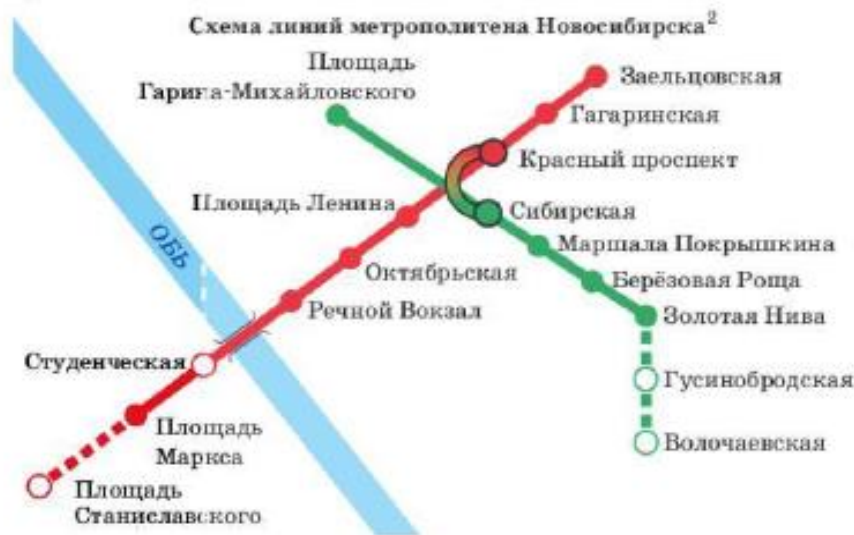 Схема линий метрополитена Новосибирска²
Площадь
Гарина-Михайловского
Заельцовская
Гагаринская
Красный проспект
Площадь Ленина
Сибирская
Маршала Покрышкина
ОБЬ
Октябрьская
Берёзовая Роща
Речной Вокзал
Золотая Нива
Студенческая
Гусинобродская
Площадь
Маркса
Волочаевская
Площадь
Станиславского